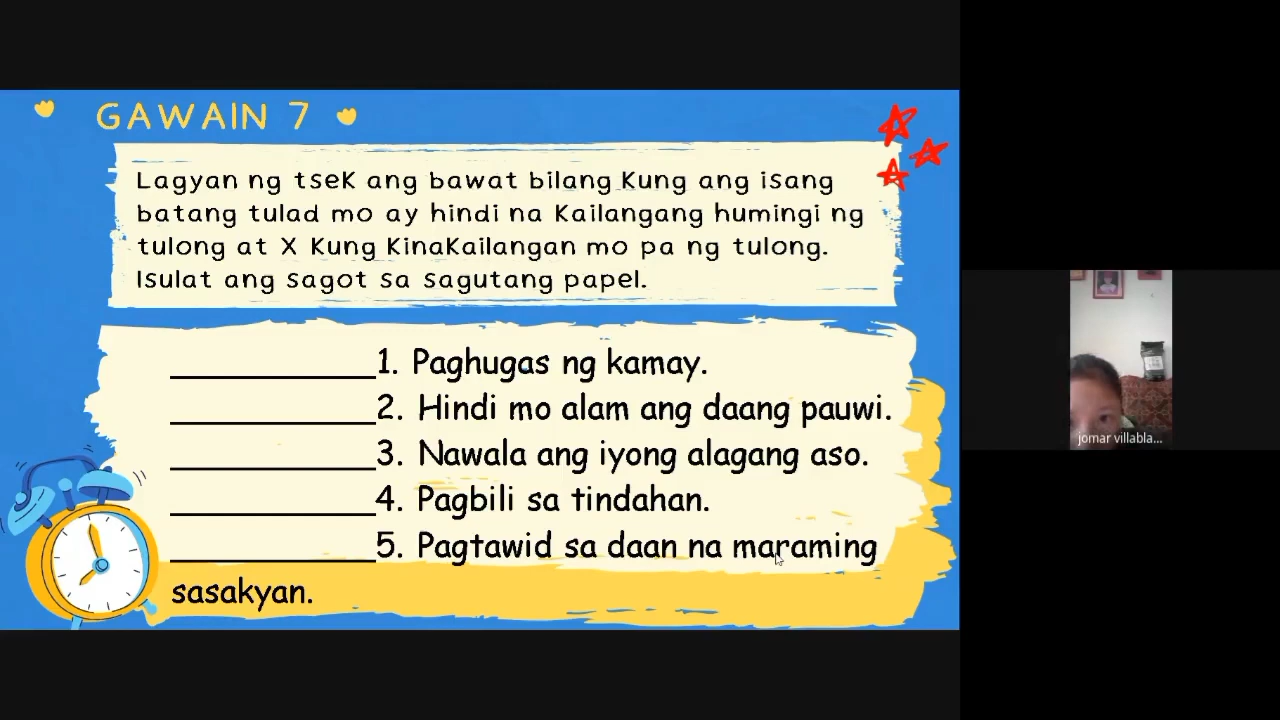 GAWAIN 7
Lagyan ng tsek ang bawat bilang Kung ang isang
batang tulad mo ay hindi na Kailangang humingi ng
tulong at X Kung KinaKailangan mo pa ng tulong.
Isulat ang sagot sa sagutang papel.
____________1. Paghugas ng kamay.
____________2. Hindi mo alam ang daang pauwi.
____________3. Nawala ang iyong alagang aso.
____________4. Pagbili sa tindahan.
____________5. Pagtawid sa daan na maraming
sasakyan.
jomar villabla...